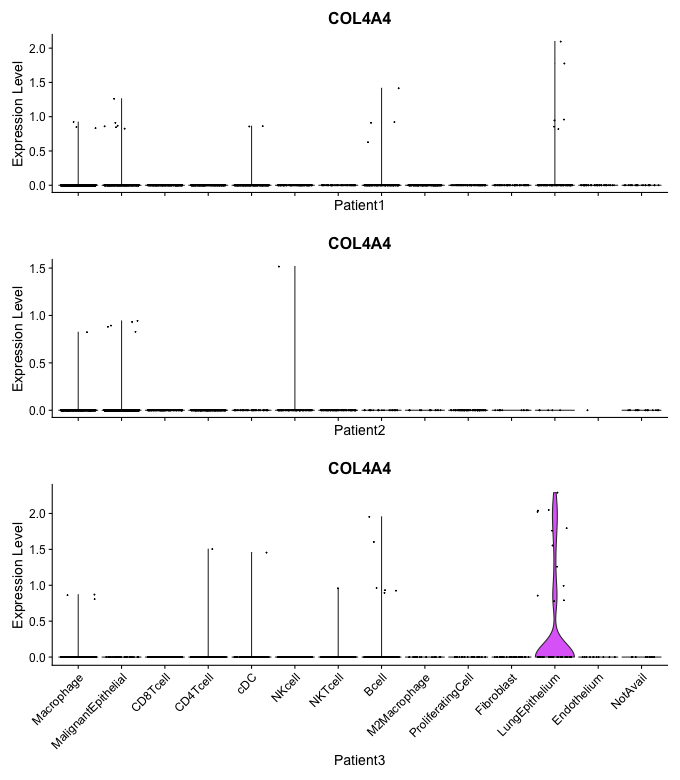 COL4A4
Expression Level
2.0
1.5
1.0
0.5
0.0
Patient1
COL4A4
Expression Level
1.5
1.0
0.5
0.0
Patient2
COL4A4
Expression Level
2.0
1.5
1.0
0.5
0.0
Macrophage
MalignantEpithelial
CD8Tcell
CD4Tcell
cDC
NKcell
NKTcell
Bcell
M2Macrophage
ProliferatingCell
Fibroblast
LungEpithelium
Endothelium
NotAvail
Patient3